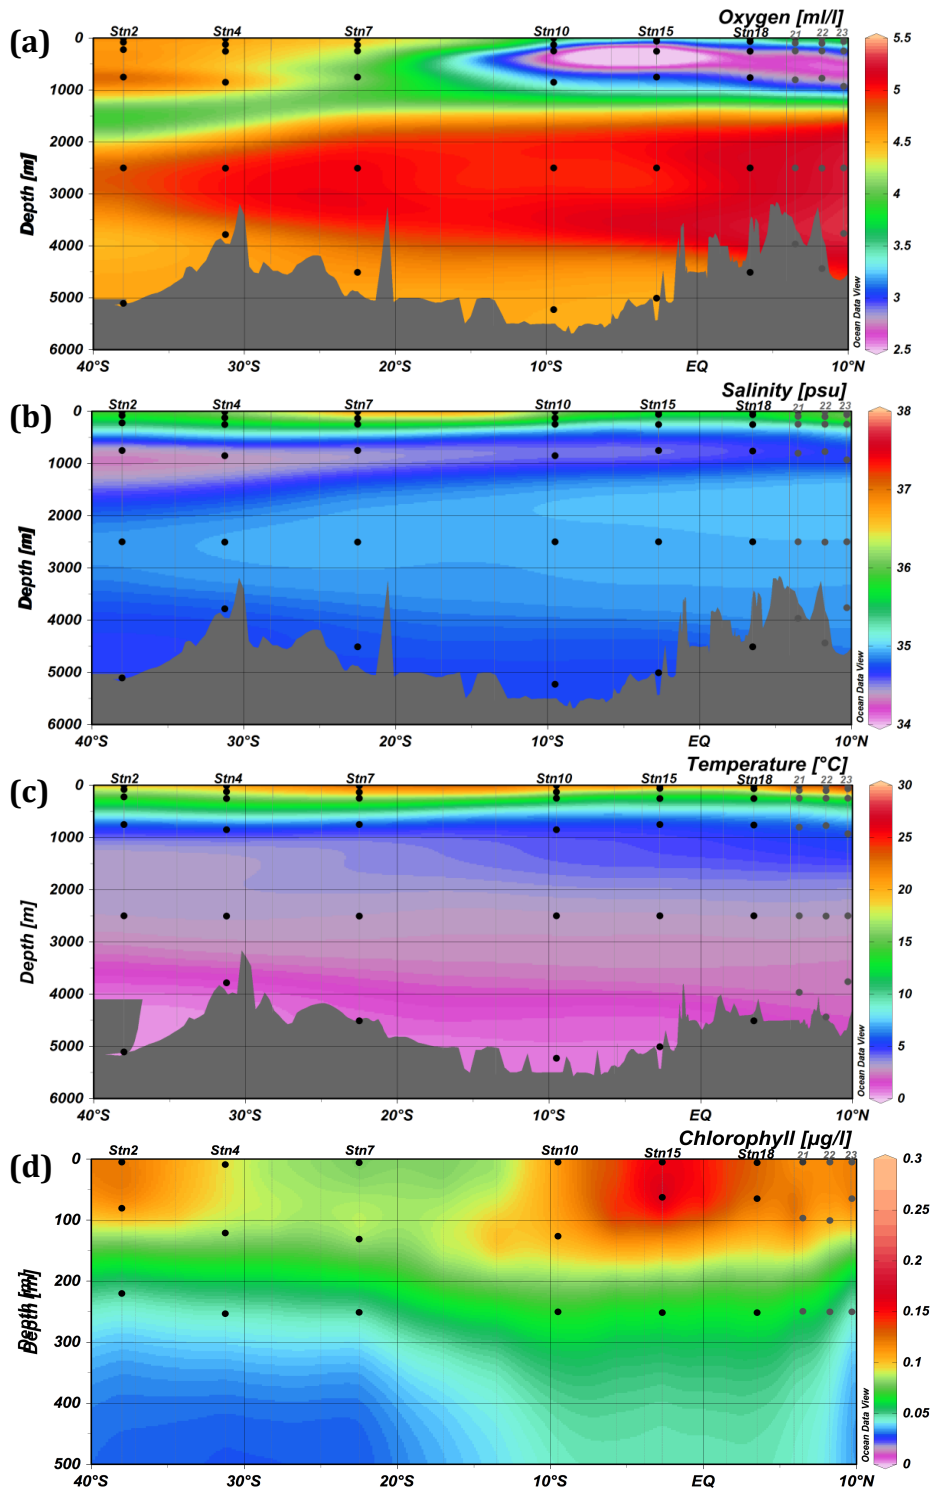 (a)
Oxygen [ml/l]
Stn2 Stn4 Stn7 Stn10 Stn15 Stn18 21 22 23
0
1000
2000
3000
4000
5000
6000
Depth [m]
40°S 30°S 20°S 10°S EQ 10°N
Ocean Data View
5.5
5
4.5
4
3.5
3
2.5
(b)
Salinity [psu]
Stn2 Stn4 Stn7 Stn10 Stn15 Stn18 21 22 23
0
1000
2000
3000
4000
5000
6000
Depth [m]
40°S 30°S 20°S 10°S EQ 10°N
Ocean Data View
38
37
36
35
34
(c)
Temperature [°C]
Stn2 Stn4 Stn7 Stn10 Stn15 Stn18 21 22 23
0
1000
2000
3000
4000
5000
6000
Depth [m]
40°S 30°S 20°S 10°S EQ 10°N
Ocean Data View
30
25
20
15
10
5
0
(d)
Chlorophyll [µg/l]
Stn2 Stn4 Stn7 Stn10 Stn15 Stn18 21 22 23
0
100
200
300
400
500
Depth [m]
Depth [m]
40°S 30°S 20°S 10°S EQ 10°N
Ocean Data View
0.3
0.25
0.2
0.15
0.1
0.05
0